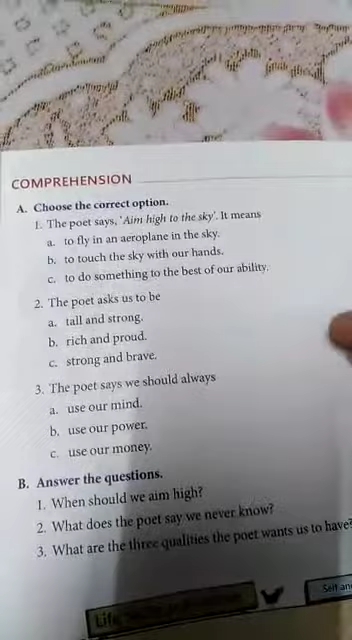 COMPREHENSION
A. Choose the correct option.
1. The poet says, 'Aim high to the sky'. It means
a. to fly in an aeroplane in the sky.
b. to touch the sky with our hands.
c. to do something to the best of our ability.
2. The poet asks us to be
a. tall and strong.
b. rich and proud.
c. strong and brave.
3. The poet says we should always
a. use our mind.
b. use our power.
c. use our money.
B. Answer the questions.
1. When should we aim high?
2. What does the poet say we never know?
3. What are the three qualities the poet wants us to have?
Life
Self an